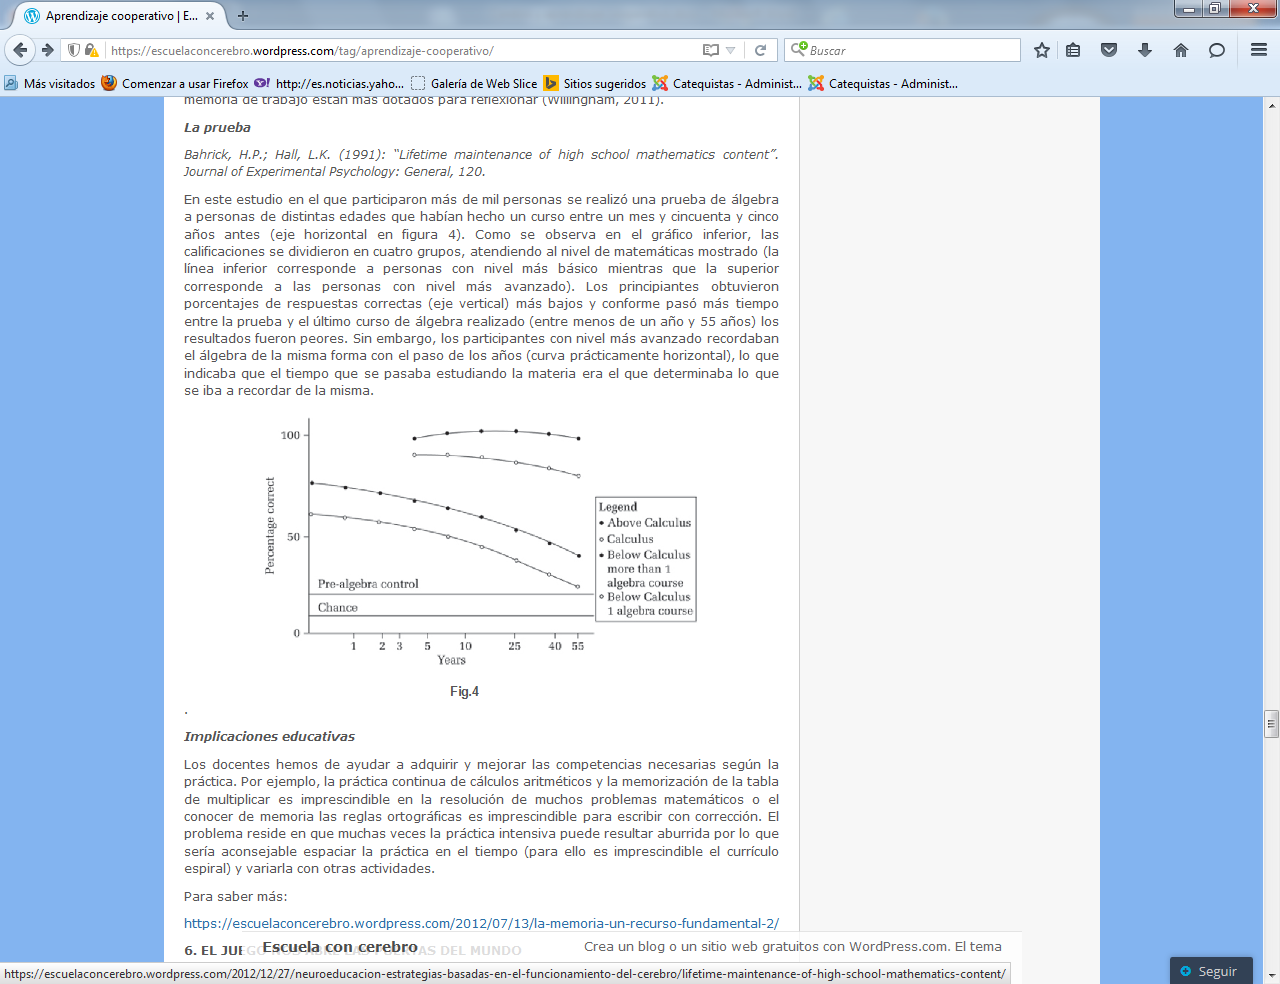 Aprendizaje cooperativo | E...
https://escuelaconcerebro.wordpress.com/tag/aprendizaje-cooperativo/
Buscar
Más visitados
Comenzar a usar Firefox
http://es.noticias.yaho...
Galería de Web Slice
Sitios sugeridos
Catequistas - Administ...
Catequistas - Administ...
memoria de trabajo están más dotados para reflexionar (Willingham, 2011).
La prueba
Bahrick, H.P.; Hall, L.K. (1991): “Lifetime maintenance of high school mathematics content”.
Journal of Experimental Psychology: General, 120.
En este estudio en el que participaron más de mil personas se realizó una prueba de álgebra
a personas de distintas edades que habían hecho un curso entre un mes y cincuenta y cinco
años antes (eje horizontal en figura 4). Como se observa en el gráfico inferior, las
calificaciones se dividieron en cuatro grupos, atendiendo al nivel de matemáticas mostrado (la
línea inferior corresponde a personas con nivel más básico mientras que la superior
corresponde a las personas con nivel más avanzado). Los principiantes obtuvieron
porcentajes de respuestas correctas (eje vertical) más bajos y conforme pasó más tiempo
entre la prueba y el último curso de álgebra realizado (entre menos de un año y 55 años) los
resultados fueron peores. Sin embargo, los participantes con nivel más avanzado recordaban
el álgebra de la misma forma con el paso de los años (curva prácticamente horizontal), lo que
indicaba que el tiempo que se pasaba estudiando la materia era el que determinaba lo que
se iba a recordar de la misma.
100
50
0
Percentage correct
Pre-algebra control
Chance
1 2 3 5 10 25 40 55
Years
Legend
• Above Calculus
○ Calculus
• Below Calculus
more than 1
algebra course
○ Below Calculus
1 algebra course
Fig.4
.
Implicaciones educativas
Los docentes hemos de ayudar a adquirir y mejorar las competencias necesarias según la
práctica. Por ejemplo, la práctica continua de cálculos aritméticos y la memorización de la tabla
de multiplicar es imprescindible en la resolución de muchos problemas matemáticos o el
conocer de memoria las reglas ortográficas es imprescindible para escribir con corrección. El
problema reside en que muchas veces la práctica intensiva puede resultar aburrida por lo que
sería aconsejable espaciar la práctica en el tiempo (para ello es imprescindible el currículo
espiral) y variarla con otras actividades.
Para saber más:
https://escuelaconcerebro.wordpress.com/2012/07/13/la-memoria-un-recurso-fundamental-2/
6. EL JUEGO NOS ABRE LAS PUERTAS DEL MUNDO
Escuela con cerebro
Crea un blog o un sitio web gratuitos con WordPress.com. El tema
https://escuelaconcerebro.wordpress.com/2012/12/27/neuroeducacion-estrategias-basadas-en-el-funcionamiento-del-cerebro/lifetime-maintenance-of-high-school-mathematics-content/
Seguir